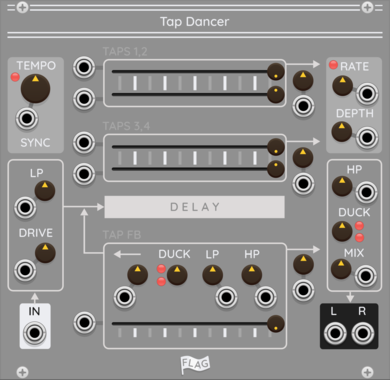 Tap Dancer
TAPS 1,2
TEMPO
RATE
DEPTH
TAPS 3,4
SYNC
LP
HP
DELAY
DUCK
DRIVE
TAP FB
DUCK LP HP
MIX
IN
L R
FLAG